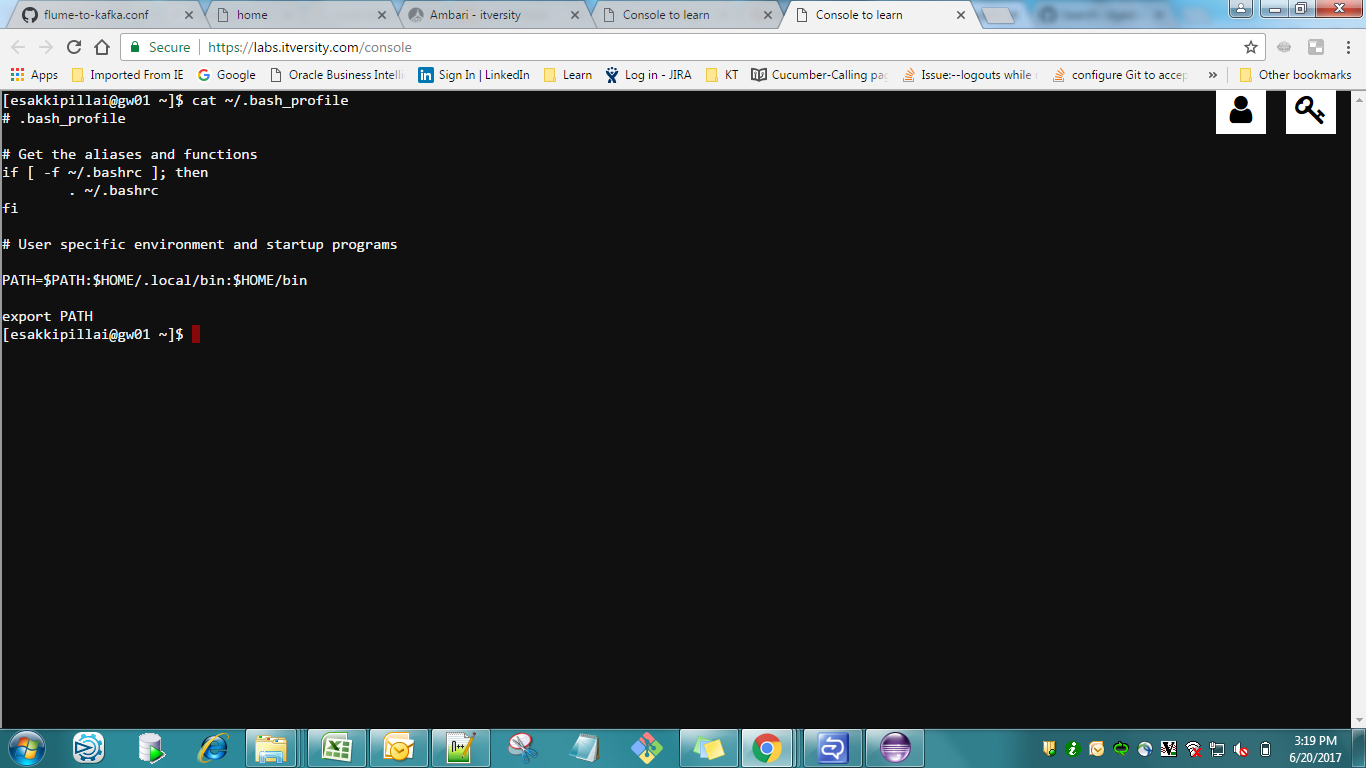 flume-to-kafka.conf
home
Ambari - itversity
Console to learn
Console to learn
Secure
https://labs.itversity.com/console
Apps
Imported From IE
Google
Oracle Business Intelli
Sign In | LinkedIn
Learn
Log in - JIRA
KT
Cucumber-Calling pag
Issue:--logouts while
configure Git to accep
»
Other bookmarks
[esakkipillai@gw01 ~]$ cat ~/.bash_profile
# .bash_profile
# Get the aliases and functions
if [ -f ~/.bashrc ]; then
. ~/.bashrc
fi
# User specific environment and startup programs
PATH=$PATH:$HOME/.local/bin:$HOME/bin
export PATH
[esakkipillai@gw01 ~]$
3:19 PM
6/20/2017